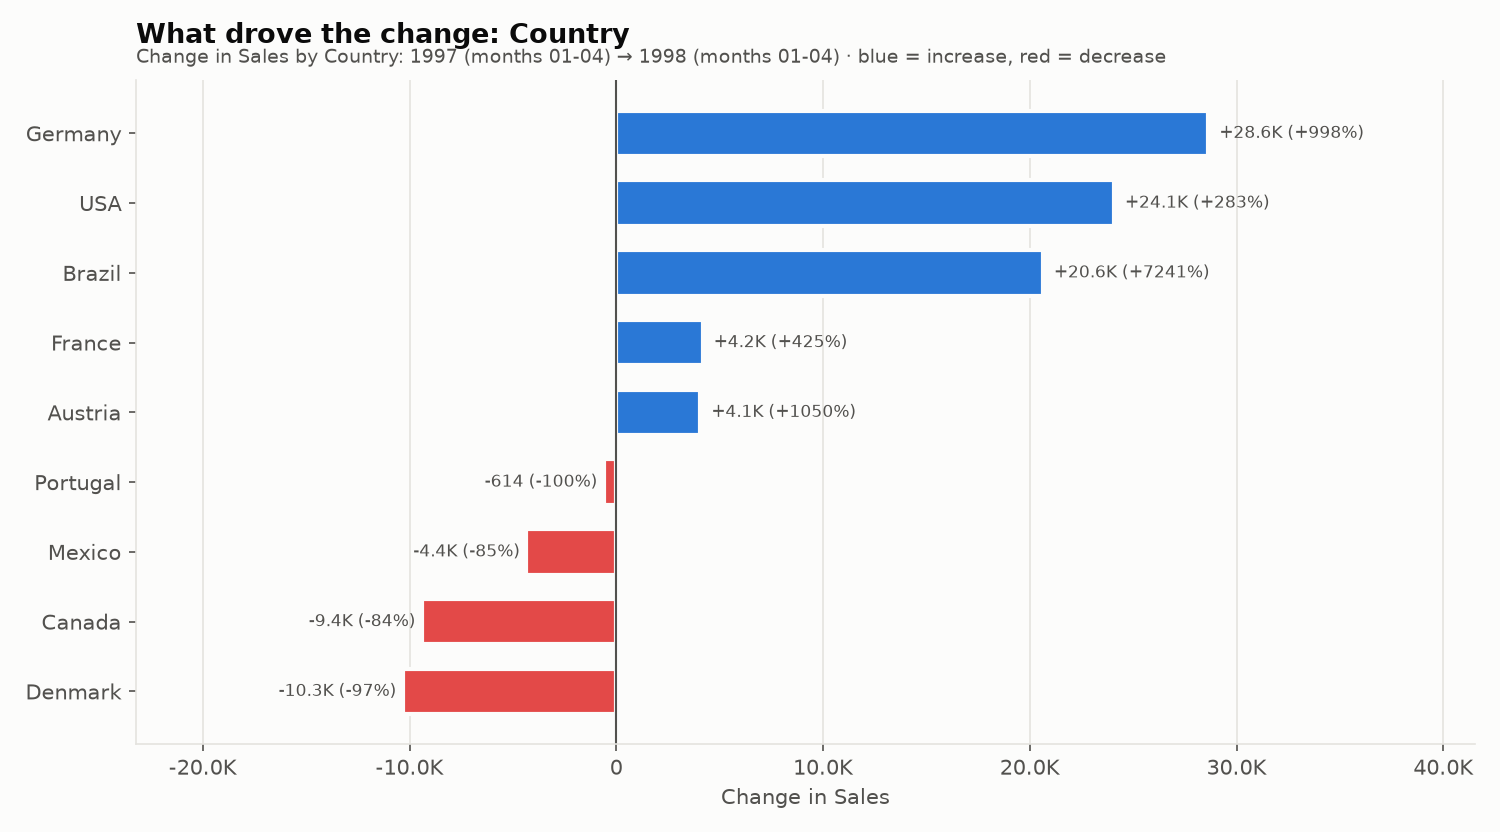 What drove the change: Country
Change in Sales by Country: 1997 (months 01-04) → 1998 (months 01-04) · blue = increase, red = decrease
Germany
+28.6K (+998%)
USA
+24.1K (+283%)
Brazil
+20.6K (+7241%)
France
+4.2K (+425%)
Austria
+4.1K (+1050%)
Portugal
-614 (-100%)
Mexico
-4.4K (-85%)
Canada
-9.4K (-84%)
Denmark
-10.3K (-97%)
-20.0K -10.0K 0 10.0K 20.0K 30.0K 40.0K
Change in Sales